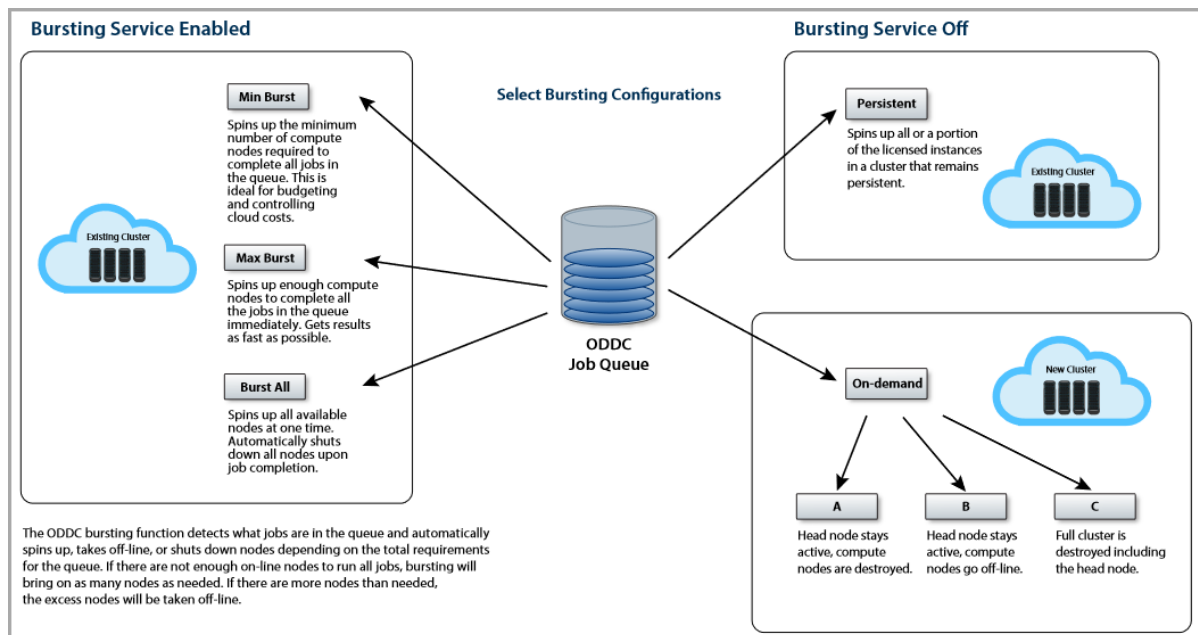 Bursting Service Enabled
Min Burst
Spins up the minimum
number of compute
nodes required to
complete all jobs in
the queue. This is
ideal for budgeting
and controlling
cloud costs.
Existing Cluster
Max Burst
Spins up enough compute
nodes to complete all
the jobs in the queue
immediately. Gets results
as fast as possible.
Burst All
Spins up all available
nodes at one time.
Automatically shuts
down all nodes upon
job completion.
The ODDC bursting function detects what jobs are in the queue and automatically
spins up, takes off-line, or shuts down nodes depending on the total requirements
for the queue. If there are not enough on-line nodes to run all jobs, bursting will
bring on as many nodes as needed. If there are more nodes than needed,
the excess nodes will be taken off-line.
Select Bursting Configurations
ODDC
Job Queue
Bursting Service Off
Persistent
Spins up all or a portion
of the licensed instances
in a cluster that remains
persistent.
Existing Cluster
On-demand
New Cluster
A
Head node stays
active, compute
nodes are destroyed.
B
Head node stays
active, compute
nodes go off-line.
C
Full cluster is
destroyed including
the head node.